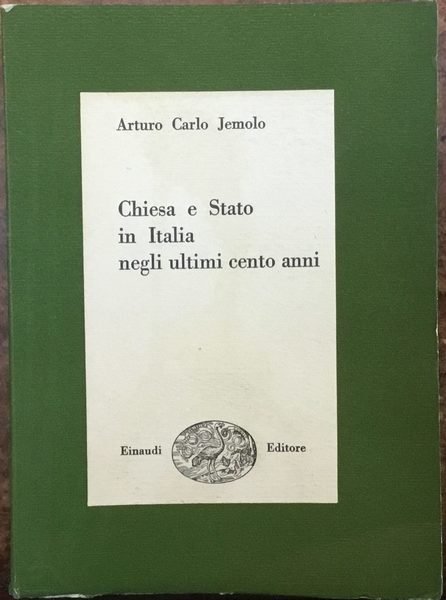 Arturo Carlo Jemolo
Chiesa e Stato
in Italia
negli ultimi cento anni
Einaudi Editore